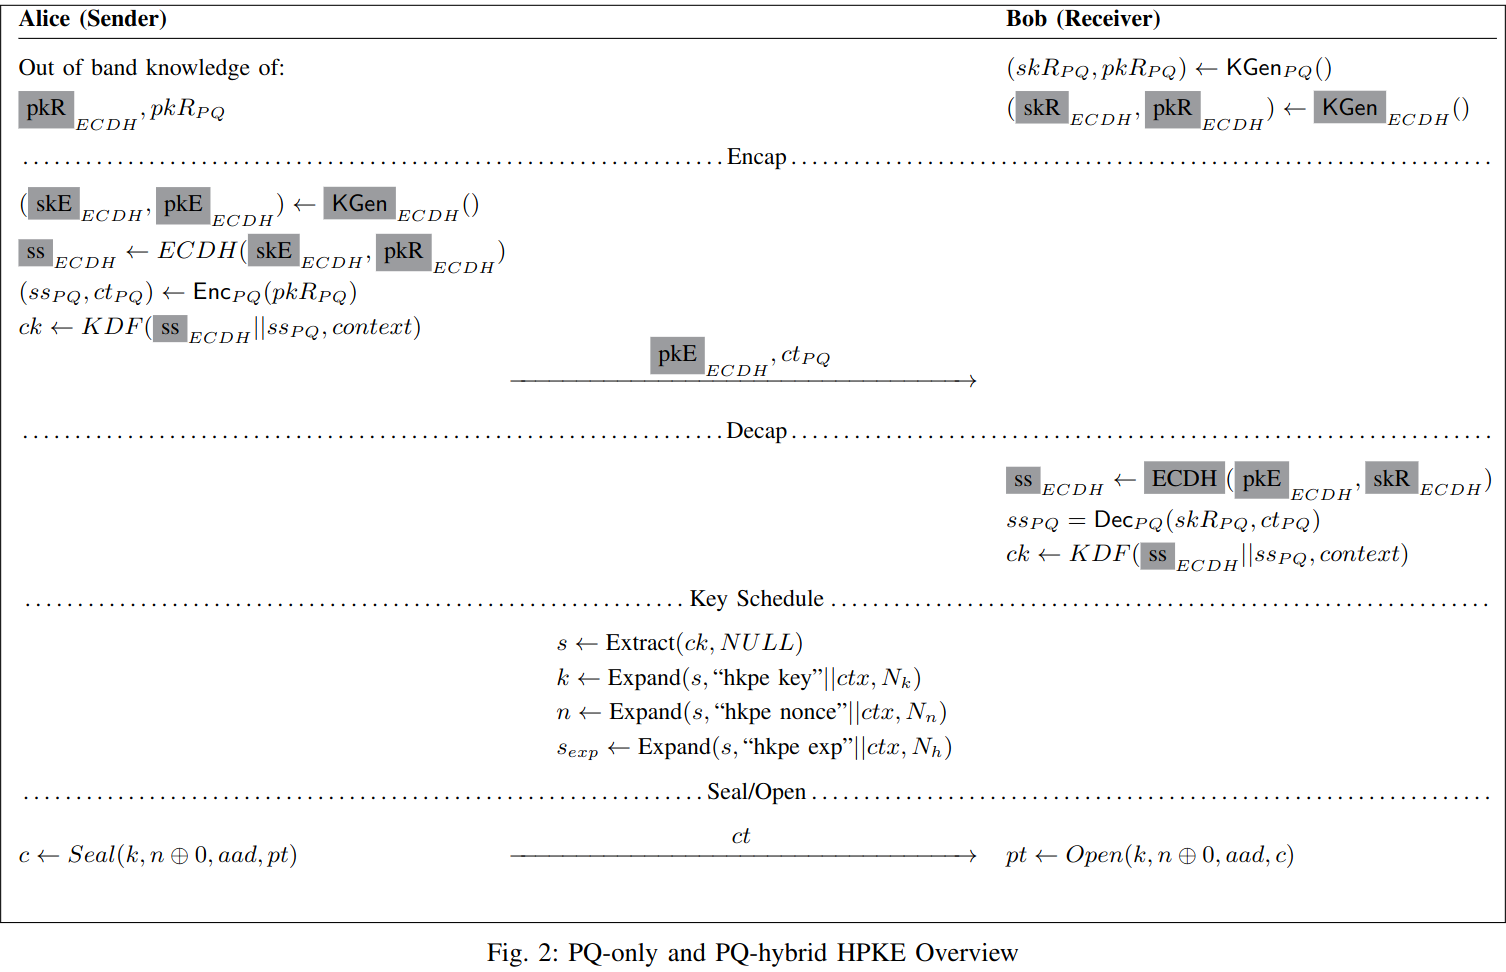 Alice (Sender) Bob (Receiver)
Out of band knowledge of: (skR_PQ, pkR_PQ) ← KGen_PQ()
pkR_ECDH, pkR_PQ (skR_ECDH, pkR_ECDH) ← KGen_ECDH()
Encap
(skE_ECDH, pkE_ECDH) ← KGen_ECDH()
ss_ECDH ← ECDH(skE_ECDH, pkR_ECDH)
(ss_PQ, ct_PQ) ← Enc_PQ(pkR_PQ)
ck ← KDF(ss_ECDH||ss_PQ, context)
pkE_ECDH, ct_PQ
Decap
ss_ECDH ← ECDH(pkE_ECDH, skR_ECDH)
ss_PQ = Dec_PQ(skR_PQ, ct_PQ)
ck ← KDF(ss_ECDH||ss_PQ, context)
Key Schedule
s ← Extract(ck, NULL)
k ← Expand(s, “hkpe key”||ctx, N_k)
n ← Expand(s, “hkpe nonce”||ctx, N_n)
s_exp ← Expand(s, “hkpe exp”||ctx, N_h)
Seal/Open
ct
c ← Seal(k, n ⊕ 0, aad, pt) pt ← Open(k, n ⊕ 0, aad, c)
Fig. 2: PQ-only and PQ-hybrid HPKE Overview